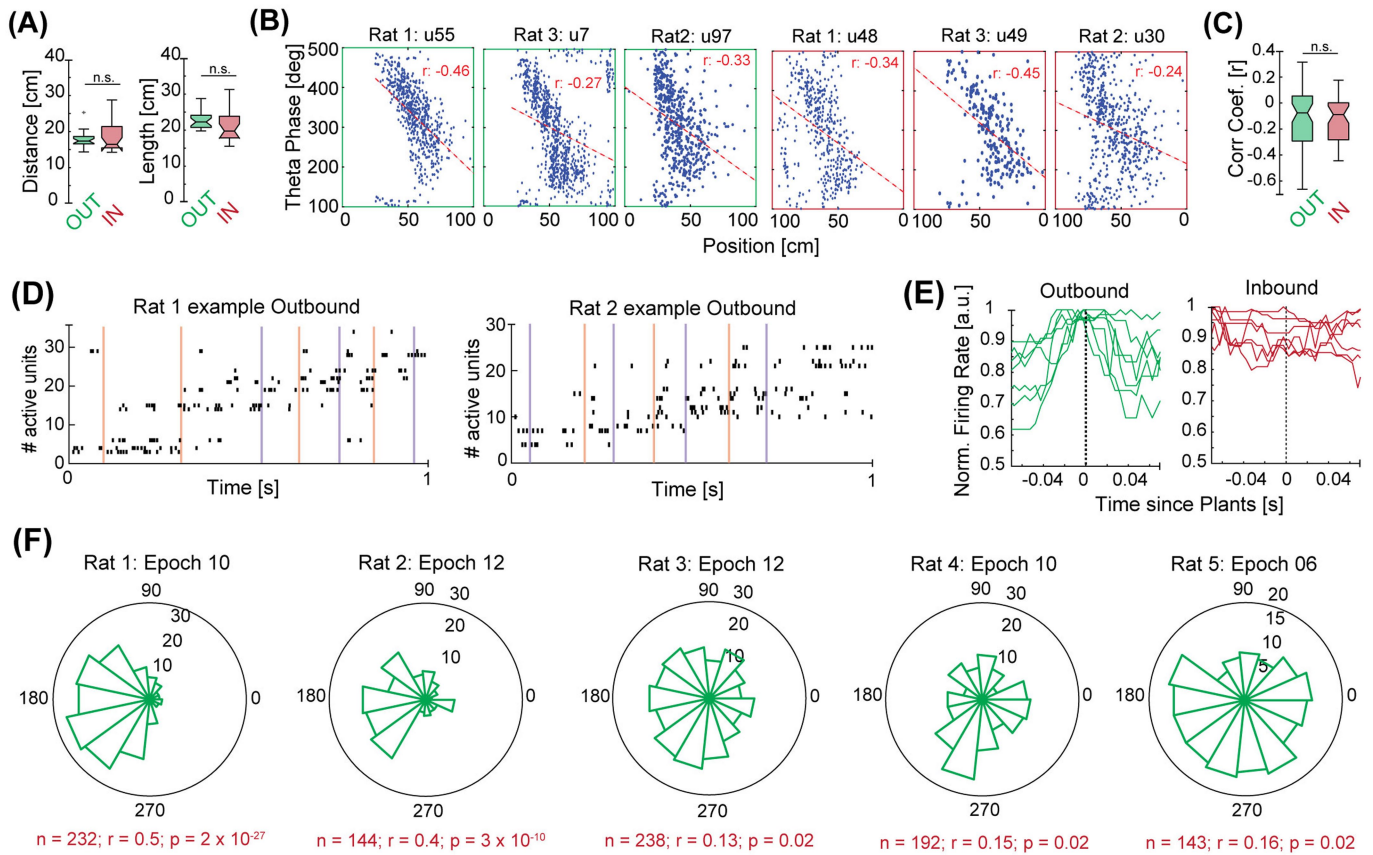 (A)
n.s.
Distance [cm]
40
30
20
10
0
OUT
IN
n.s.
Length [cm]
40
30
20
10
0
OUT
IN
(B)
Rat 1: u55
Rat 3: u7
Rat2: u97
Rat 1: u48
Rat 3: u49
Rat 2: u30
Theta Phase [deg]
500
400
300
200
100
r: -0.46
r: -0.27
r: -0.33
r: -0.34
r: -0.45
r: -0.24
0 50 100
0 50 100
0 50 100
100 50 0
100 50 0
100 50 0
Position [cm]
(C)
n.s.
Corr Coef. [r]
0.4
0.2
0
-0.2
-0.4
-0.6
OUT
IN
(D)
Rat 1 example Outbound
# active units
30
20
10
0
0 1
Time [s]
Rat 2 example Outbound
# active units
30
20
10
0
0 1
Time [s]
(E)
Outbound
Inbound
Norm. Firing Rate [a.u.]
1
0.9
0.8
0.7
0.6
0.5
-0.04 0 0.04
1
0.9
0.8
0.7
0.6
0.5
-0.04 0 0.04
Time since Plants [s]
(F)
Rat 1: Epoch 10
90
30
20
10
180
0
270
n = 232; r = 0.5; p = 2 x 10⁻²⁷
Rat 2: Epoch 12
90
30
20
10
180
0
270
n = 144; r = 0.4; p = 3 x 10⁻¹⁰
Rat 3: Epoch 12
90
30
20
10
180
0
270
n = 238; r = 0.13; p = 0.02
Rat 4: Epoch 10
90
30
20
10
180
0
270
n = 192; r = 0.15; p = 0.02
Rat 5: Epoch 06
90
20
15
10
5
180
0
270
n = 143; r = 0.16; p = 0.02